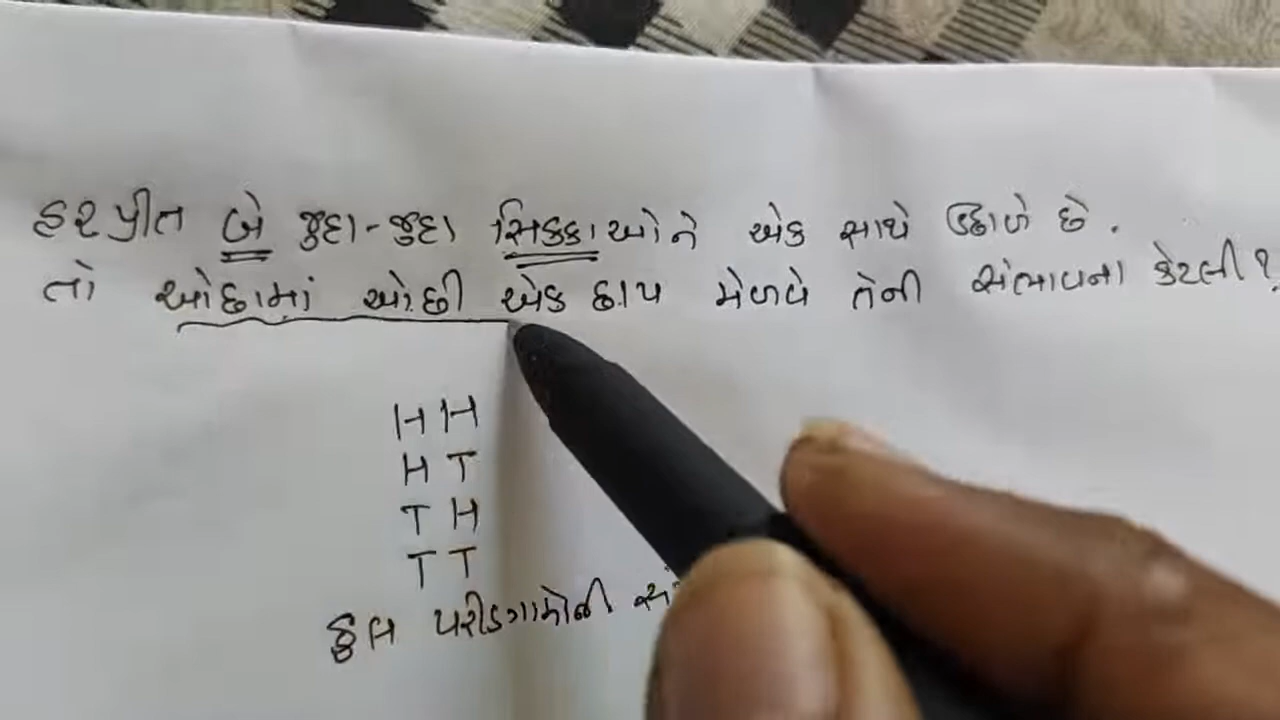 હરપ્રીત બે જુદા-જુદા સિક્કાઓને એક સાથે ઉછાળે છે.
તો ઓછામાં ઓછી એક છાપ મેળવે તેની સંભાવના કેટલી?
H H
H T
T H
T T
કુલ પરીણામોની